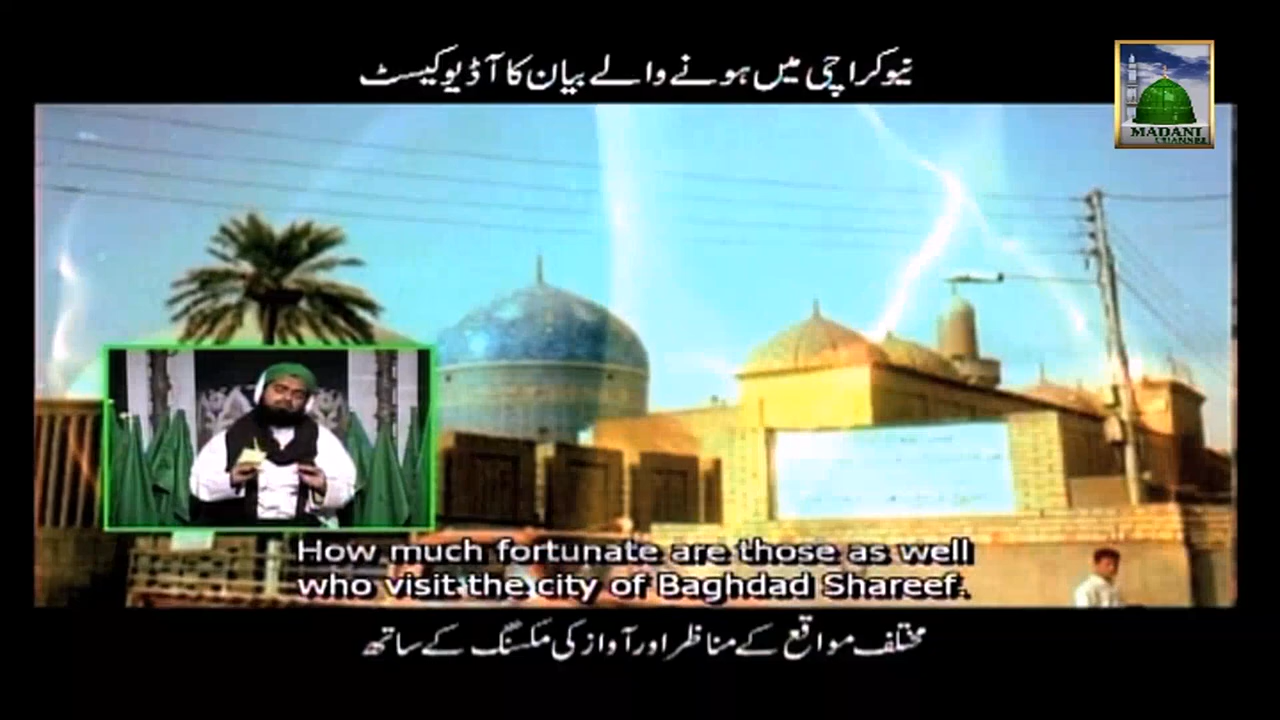 نیو کراچی میں ہونے والے بیان کا آڈیو کیسٹ
MADANI
CHANNEL
How much fortunate are those as well
who visit the city of Baghdad Shareef.
مختلف مواقع کے مناظر اور آواز کی مکسنگ کے ساتھ